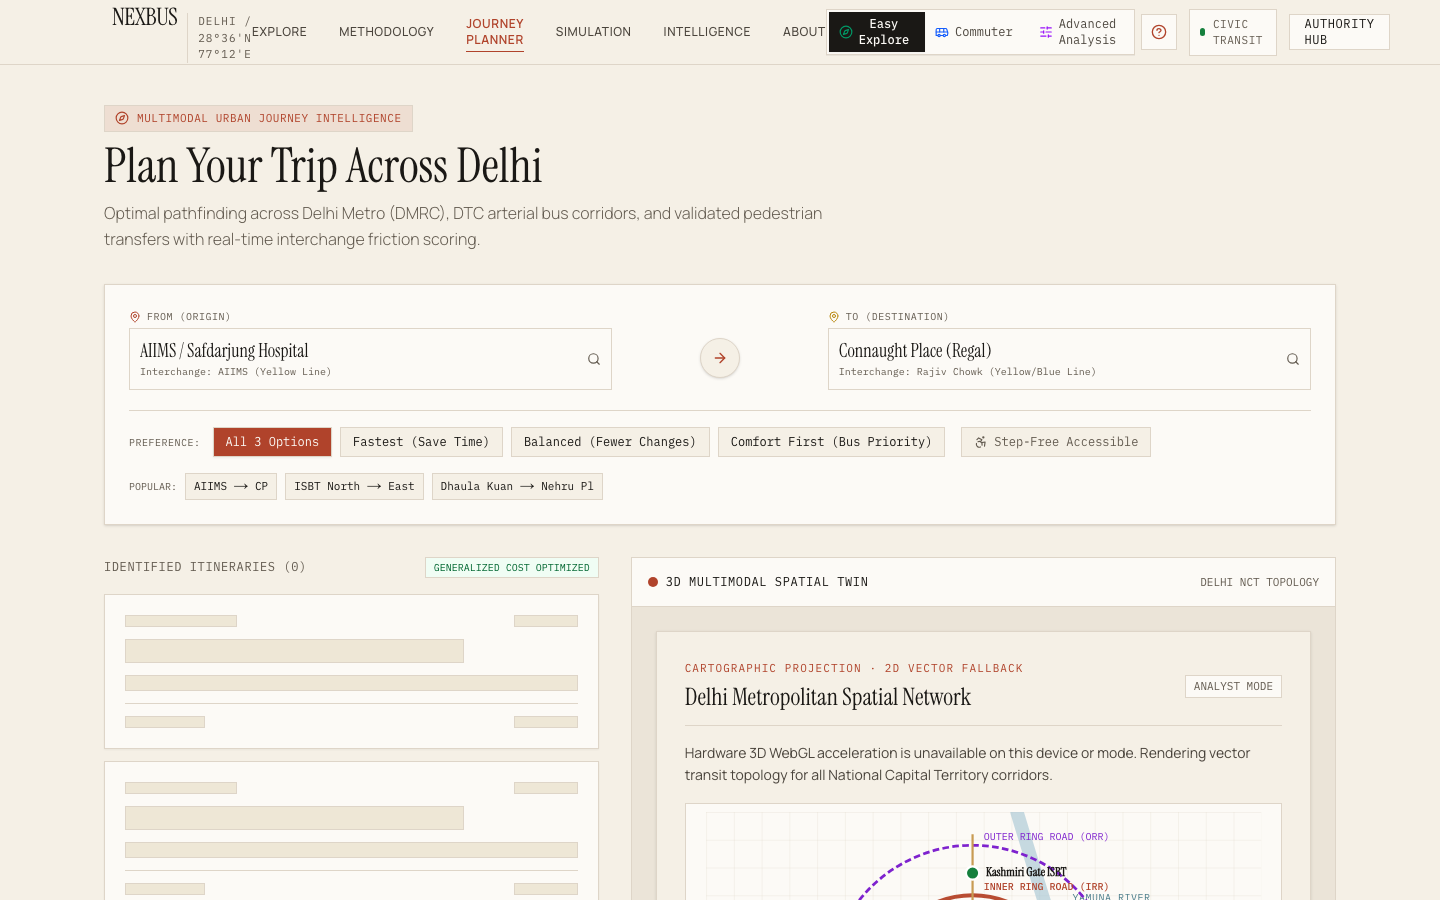 NEXBUS
DELHI /
28°36'N
77°12'E
EXPLORE
METHODOLOGY
JOURNEY
PLANNER
SIMULATION
INTELLIGENCE
ABOUT
Easy
Explore
Commuter
Advanced
Analysis
CIVIC
TRANSIT
AUTHORITY
HUB
MULTIMODAL URBAN JOURNEY INTELLIGENCE
Plan Your Trip Across Delhi
Optimal pathfinding across Delhi Metro (DMRC), DTC arterial bus corridors, and validated pedestrian
transfers with real-time interchange friction scoring.
FROM (ORIGIN)
AIIMS / Safdarjung Hospital
Interchange: AIIMS (Yellow Line)
TO (DESTINATION)
Connaught Place (Regal)
Interchange: Rajiv Chowk (Yellow/Blue Line)
PREFERENCE:
All 3 Options
Fastest (Save Time)
Balanced (Fewer Changes)
Comfort First (Bus Priority)
Step-Free Accessible
POPULAR:
AIIMS → CP
ISBT North → East
Dhaula Kuan → Nehru Pl
IDENTIFIED ITINERARIES (0)
GENERALIZED COST OPTIMIZED
3D MULTIMODAL SPATIAL TWIN
DELHI NCT TOPOLOGY
CARTOGRAPHIC PROJECTION · 2D VECTOR FALLBACK
Delhi Metropolitan Spatial Network
ANALYST MODE
Hardware 3D WebGL acceleration is unavailable on this device or mode. Rendering vector
transit topology for all National Capital Territory corridors.
OUTER RING ROAD (ORR)
Kashmiri Gate ISBT
INNER RING ROAD (IRR)
YAMUNA RIVER